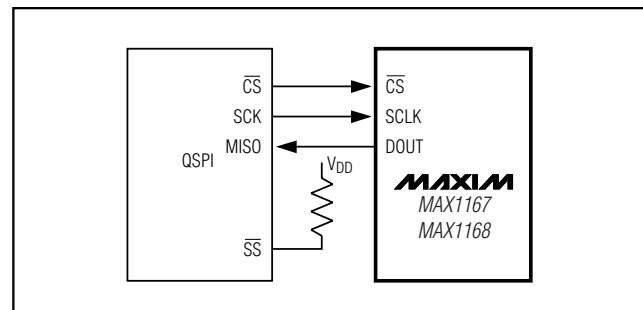 CS CS
SCK SCLK
MISO DOUT
QSPI
VDD
MAXIM
MAX1167
MAX1168
SS